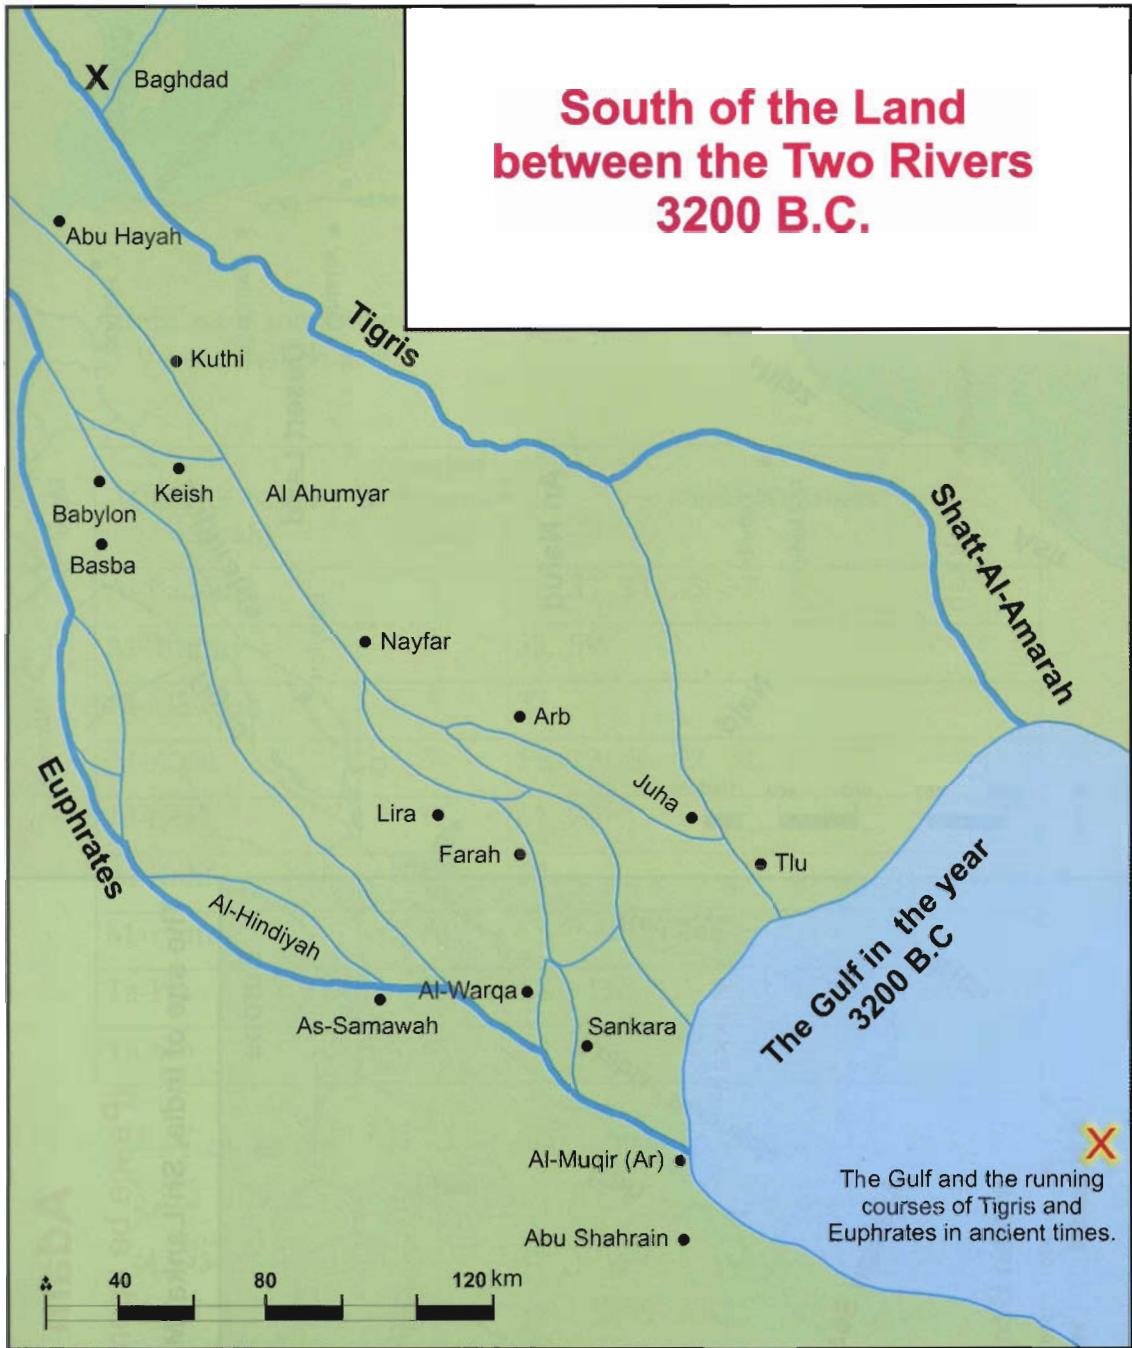 South of the Land
between the Two Rivers
3200 B.C.
X Baghdad
Abu Hayah
Tigris
Kuthi
Keish
Al Ahumyar
Babylon
Basba
Shatt-Al-Amarah
Nayfar
Arb
Euphrates
Juha
Lira
Farah
Tlu
Al-Hindiyah
The Gulf in the year
3200 B.C
Al-Warqa
As-Samawah
Sankara
X
Al-Muqir (Ar)
The Gulf and the running
courses of Tigris and
Euphrates in ancient times.
Abu Shahrain
40 80 120 km